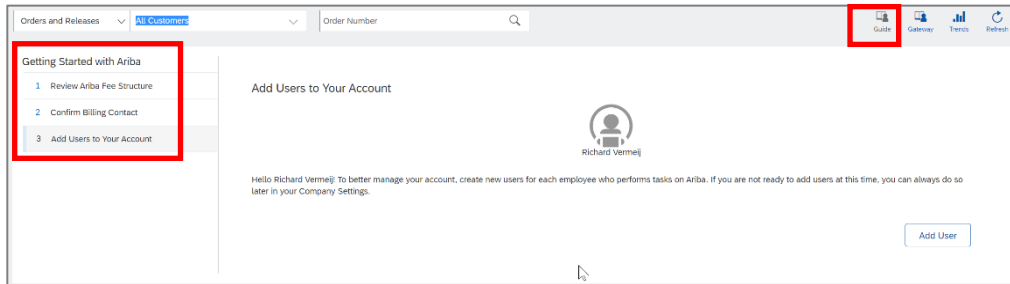 Orders and Releases All Customers Order Number
Guide Gateway Trends Refresh
Getting Started with Ariba
1 Review Ariba Fee Structure
2 Confirm Billing Contact
3 Add Users to Your Account
Add Users to Your Account
Richard Vermeij
Hello Richard Vermeij! To better manage your account, create new users for each employee who performs tasks on Ariba. If you are not ready to add users at this time, you can always do so
later in your Company Settings.
Add User